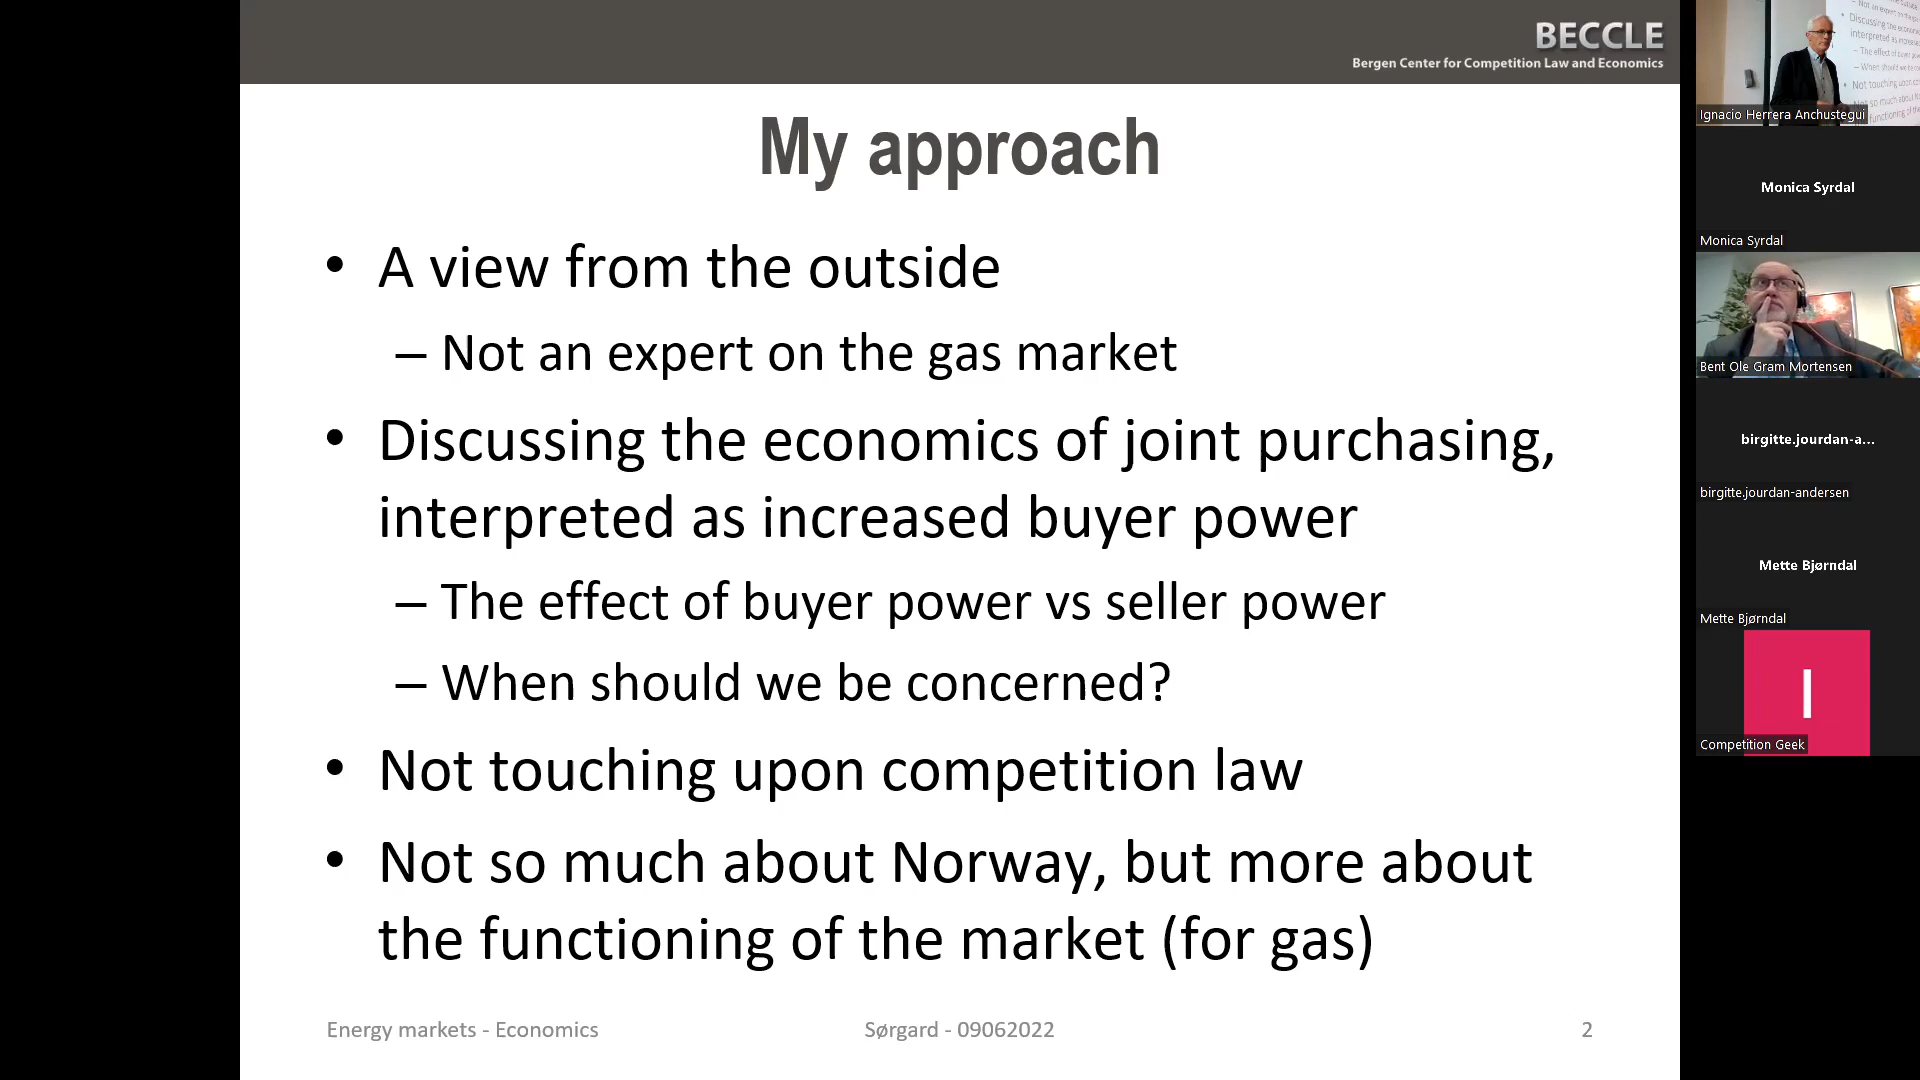 BECCLE
Bergen Center for Competition Law and Economics
My approach
• A view from the outside
– Not an expert on the gas market
• Discussing the economics of joint purchasing,
interpreted as increased buyer power
– The effect of buyer power vs seller power
– When should we be concerned?
• Not touching upon competition law
• Not so much about Norway, but more about
the functioning of the market (for gas)
Energy markets - Economics
Sørgard - 09062022
2
Ignacio Herrera Anchustegui
Monica Syrdal
Monica Syrdal
Bent Ole Gram Mortensen
birgitte.jourdan-a...
birgitte.jourdan-andersen
Mette Bjørndal
Mette Bjørndal
I
Competition Geek